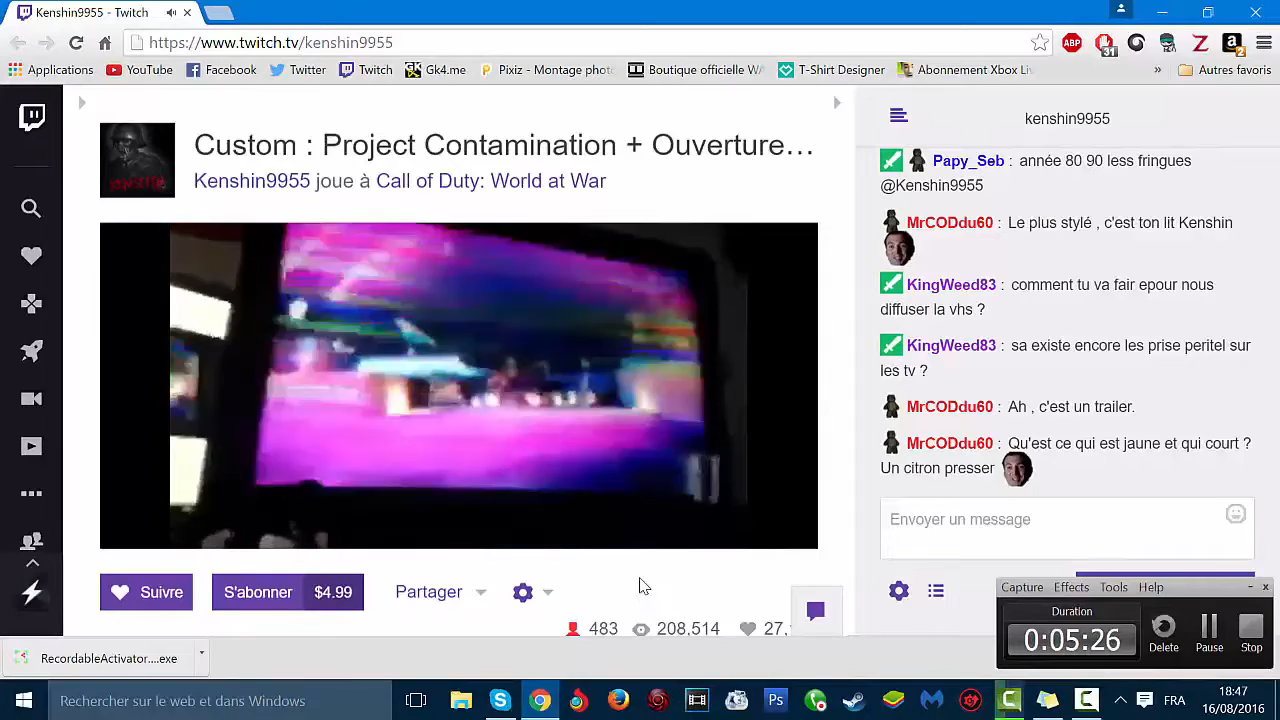 Kenshin9955 - Twitch
https://www.twitch.tv/kenshin9955
ABP
31
2
Applications
YouTube
Facebook
Twitter
Twitch
Gk4.me
Pixiz - Montage phot
Boutique officielle W
T-Shirt Designer
Abonnement Xbox Li
»
Autres favoris
Custom : Project Contamination + Ouverture…
Kenshin9955 joue à Call of Duty: World at War
kenshin9955
Papy_Seb : année 80 90 less fringues
@Kenshin9955
MrCODdu60 : Le plus stylé , c'est ton lit Kenshin
KingWeed83 : comment tu va fair epour nous
diffuser la vhs ?
KingWeed83 : sa existe encore les prise peritel sur
les tv ?
MrCODdu60 : Ah , c'est un trailer.
MrCODdu60 : Qu'est ce qui est jaune et qui court ?
Un citron presser
Envoyer un message
Suivre
S'abonner $4.99
Partager
483 208,514 27,
Capture Effects Tools Help
Duration
0:05:26
Delete Pause Stop
RecordableActivator....exe
Rechercher sur le web et dans Windows
Ps
FRA
18:47
16/08/2016